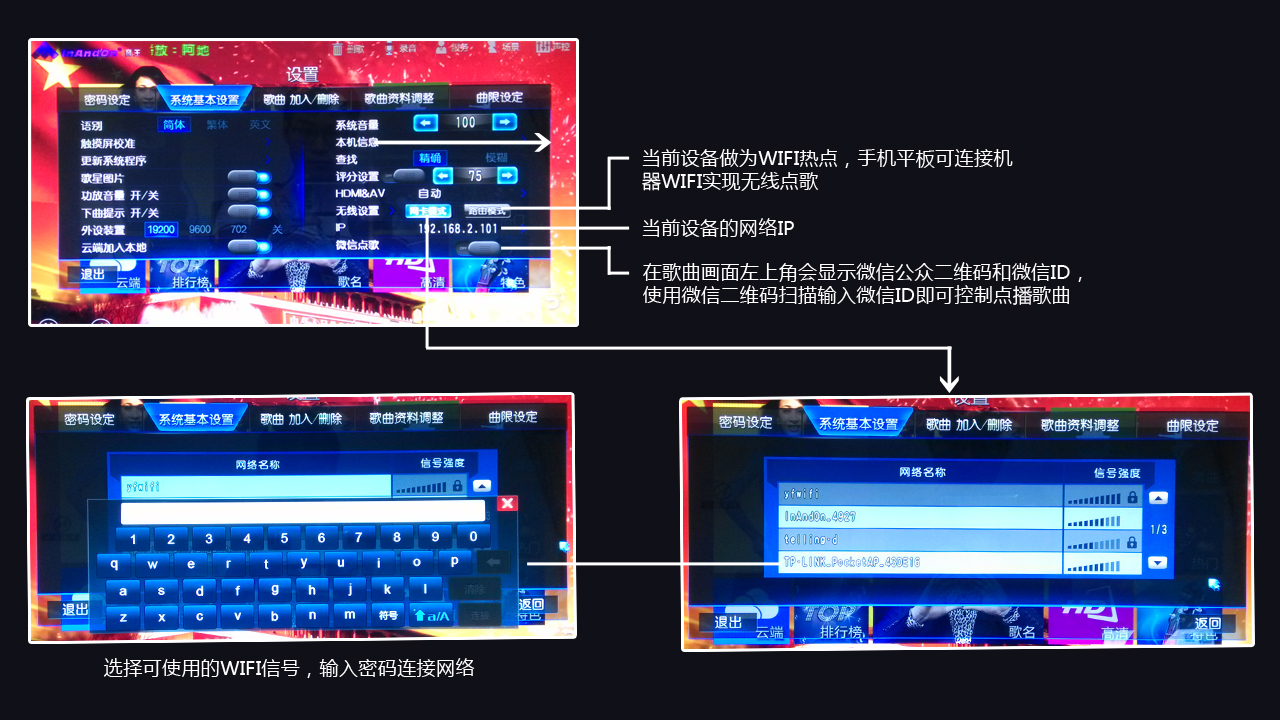 InAndOn 音王 播放：阿地
录音 服务 场景 声控
设置
密码设定 系统基本设置 歌曲 加入/删除 歌曲资料调整 曲限设定
语别 简体 繁体 英文 系统音量 100
触摸屏校准 本机信息
更新系统程序 查找 精确 模糊
歌星图片 评分设置 75
功放音量 开/关 HDMI&AV 自动
下曲提示 开/关 无线设置 网卡模式 路由模式
外设装置 19200 9600 702 关 IP 192.168.2.101
云端加入本地 微信点歌
退出 云端 TOP 排行榜 歌名 HD 高清 特色
当前设备做为WIFI热点，手机平板可连接机
器WIFI实现无线点歌
当前设备的网络IP
在歌曲画面左上角会显示微信公众二维码和微信ID，
使用微信二维码扫描输入微信ID即可控制点播歌曲
设置
密码设定 系统基本设置 歌曲 加入/删除 歌曲资料调整 曲限设定
网络名称 信号强度
yfwifi
1 2 3 4 5 6 7 8 9 0
q w e r t y u i o p
a s d f g h j k l 清除
z x c v b n m 符号 a/A 连接
退出 返回
特色
选择可使用的WIFI信号，输入密码连接网络
设置
密码设定 系统基本设置 歌曲 加入/删除 歌曲资料调整 曲限设定
网络名称 信号强度
yfwifi
InAndOn_4927
telling-d
1/3
TP-LINK_PocketAP_45DE16
热门
退出 云端 TOP 排行榜 歌名 HD 高清 返回
特色